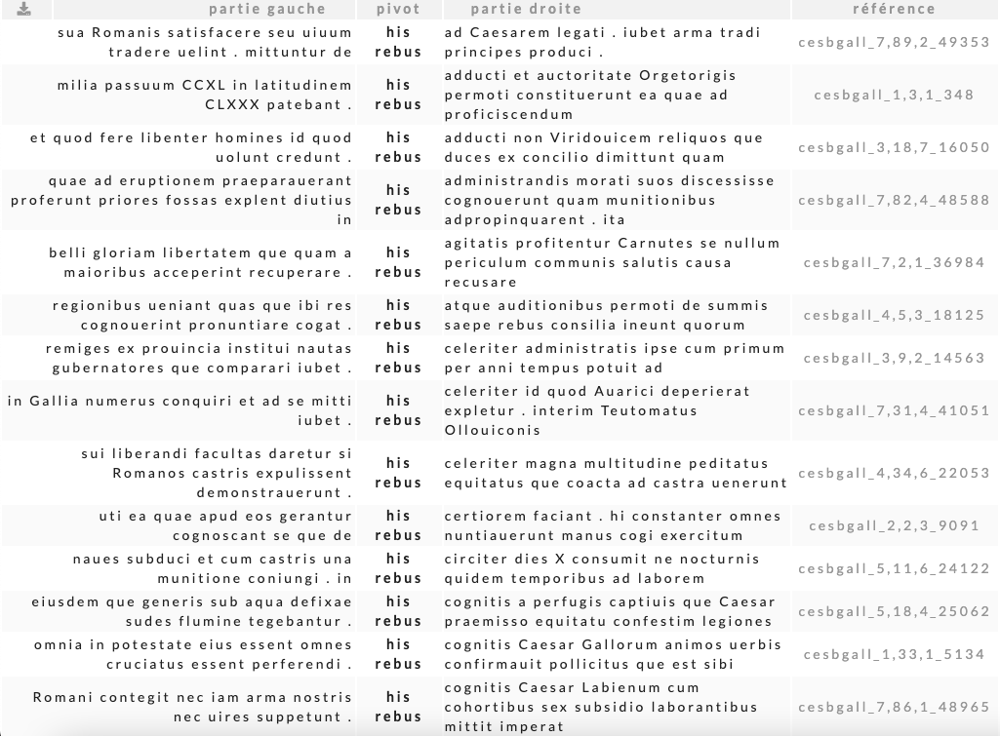 partie gauche pivot partie droite référence
sua Romanis satisfacere seu uiuum
tradere uelint . mittuntur de
his
rebus
ad Caesarem legati . iubet arma tradi
principes produci .
cesbgall_7,89,2_49353
milia passuum CCXL in latitudinem
CLXXX patebant .
his
rebus
adducti et auctoritate Orgetorigis
permoti constituerunt ea quae ad
proficiscendum
cesbgall_1,3,1_348
et quod fere libenter homines id quod
uolunt credunt .
his
rebus
adducti non Viridouicem reliquos que
duces ex concilio dimittunt quam
cesbgall_3,18,7_16050
quae ad eruptionem praeparauerant
proferunt priores fossas explent diutius
in
his
rebus
administrandis morati suos discessisse
cognouerunt quam munitionibus
adpropinquarent . ita
cesbgall_7,82,4_48588
belli gloriam libertatem que quam a
maioribus acceperint recuperare .
his
rebus
agitatis profitentur Carnutes se nullum
periculum communis salutis causa
recusare
cesbgall_7,2,1_36984
regionibus ueniant quas que ibi res
cognouerint pronuntiare cogat .
his
rebus
atque auditionibus permoti de summis
saepe rebus consilia ineunt quorum
cesbgall_4,5,3_18125
remiges ex prouincia institui nautas
gubernatores que comparari iubet .
his
rebus
celeriter administratis ipse cum primum
per anni tempus potuit ad
cesbgall_3,9,2_14563
in Gallia numerus conquiri et ad se mitti
iubet .
his
rebus
celeriter id quod Auarici deperierat
expletur . interim Teutomatus
Ollouiconis
cesbgall_7,31,4_41051
sui liberandi facultas daretur si
Romanos castris expulissent
demonstrauerunt .
his
rebus
celeriter magna multitudine peditatus
equitatus que coacta ad castra uenerunt
cesbgall_4,34,6_22053
uti ea quae apud eos gerantur
cognoscant se que de
his
rebus
certiorem faciant . hi constanter omnes
nuntiauerunt manus cogi exercitum
cesbgall_2,2,3_9091
naues subduci et cum castris una
munitione coniungi . in
his
rebus
circiter dies X consumit ne nocturnis
quidem temporibus ad laborem
cesbgall_5,11,6_24122
eiusdem que generis sub aqua defixae
sudes flumine tegebantur .
his
rebus
cognitis a perfugis captiuis que Caesar
praemisso equitatu confestim legiones
cesbgall_5,18,4_25062
omnia in potestate eius essent omnes
cruciatus essent perferendi .
his
rebus
cognitis Caesar Gallorum animos uerbis
confirmauit pollicitus que est sibi
cesbgall_1,33,1_5134
Romani contegit nec iam arma nostris
nec uires suppetunt .
his
rebus
cognitis Caesar Labienum cum
cohortibus sex subsidio laborantibus
mittit imperat
cesbgall_7,86,1_48965